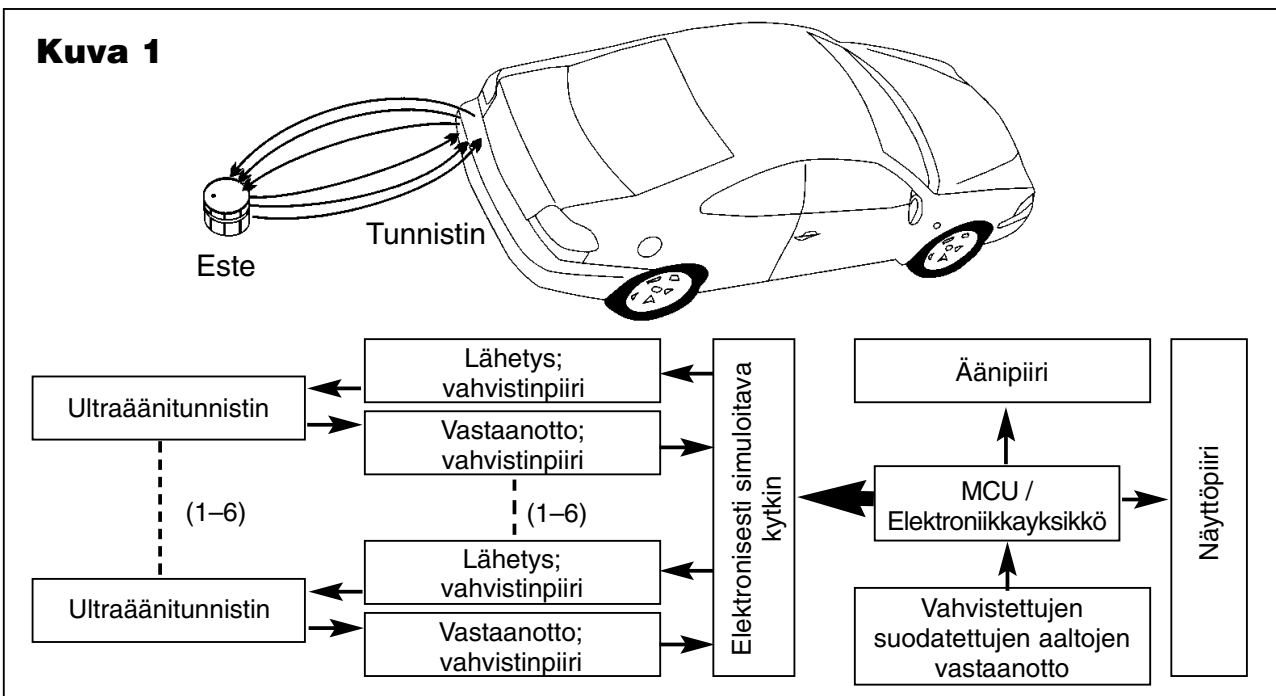 Kuva 1
Este
Tunnistin
Ultraäänitunnistin
(1–6)
Ultraäänitunnistin
Lähetys;
vahvistinpiiri
Vastaanotto;
vahvistinpiiri
(1–6)
Lähetys;
vahvistinpiiri
Vastaanotto;
vahvistinpiiri
Elektronisesti simuloitava
kytkin
Äänipiiri
MCU /
Elektroniikkayksikkö
Vahvistettujen
suodatettujen aaltojen
vastaanotto
Näyttöpiiri